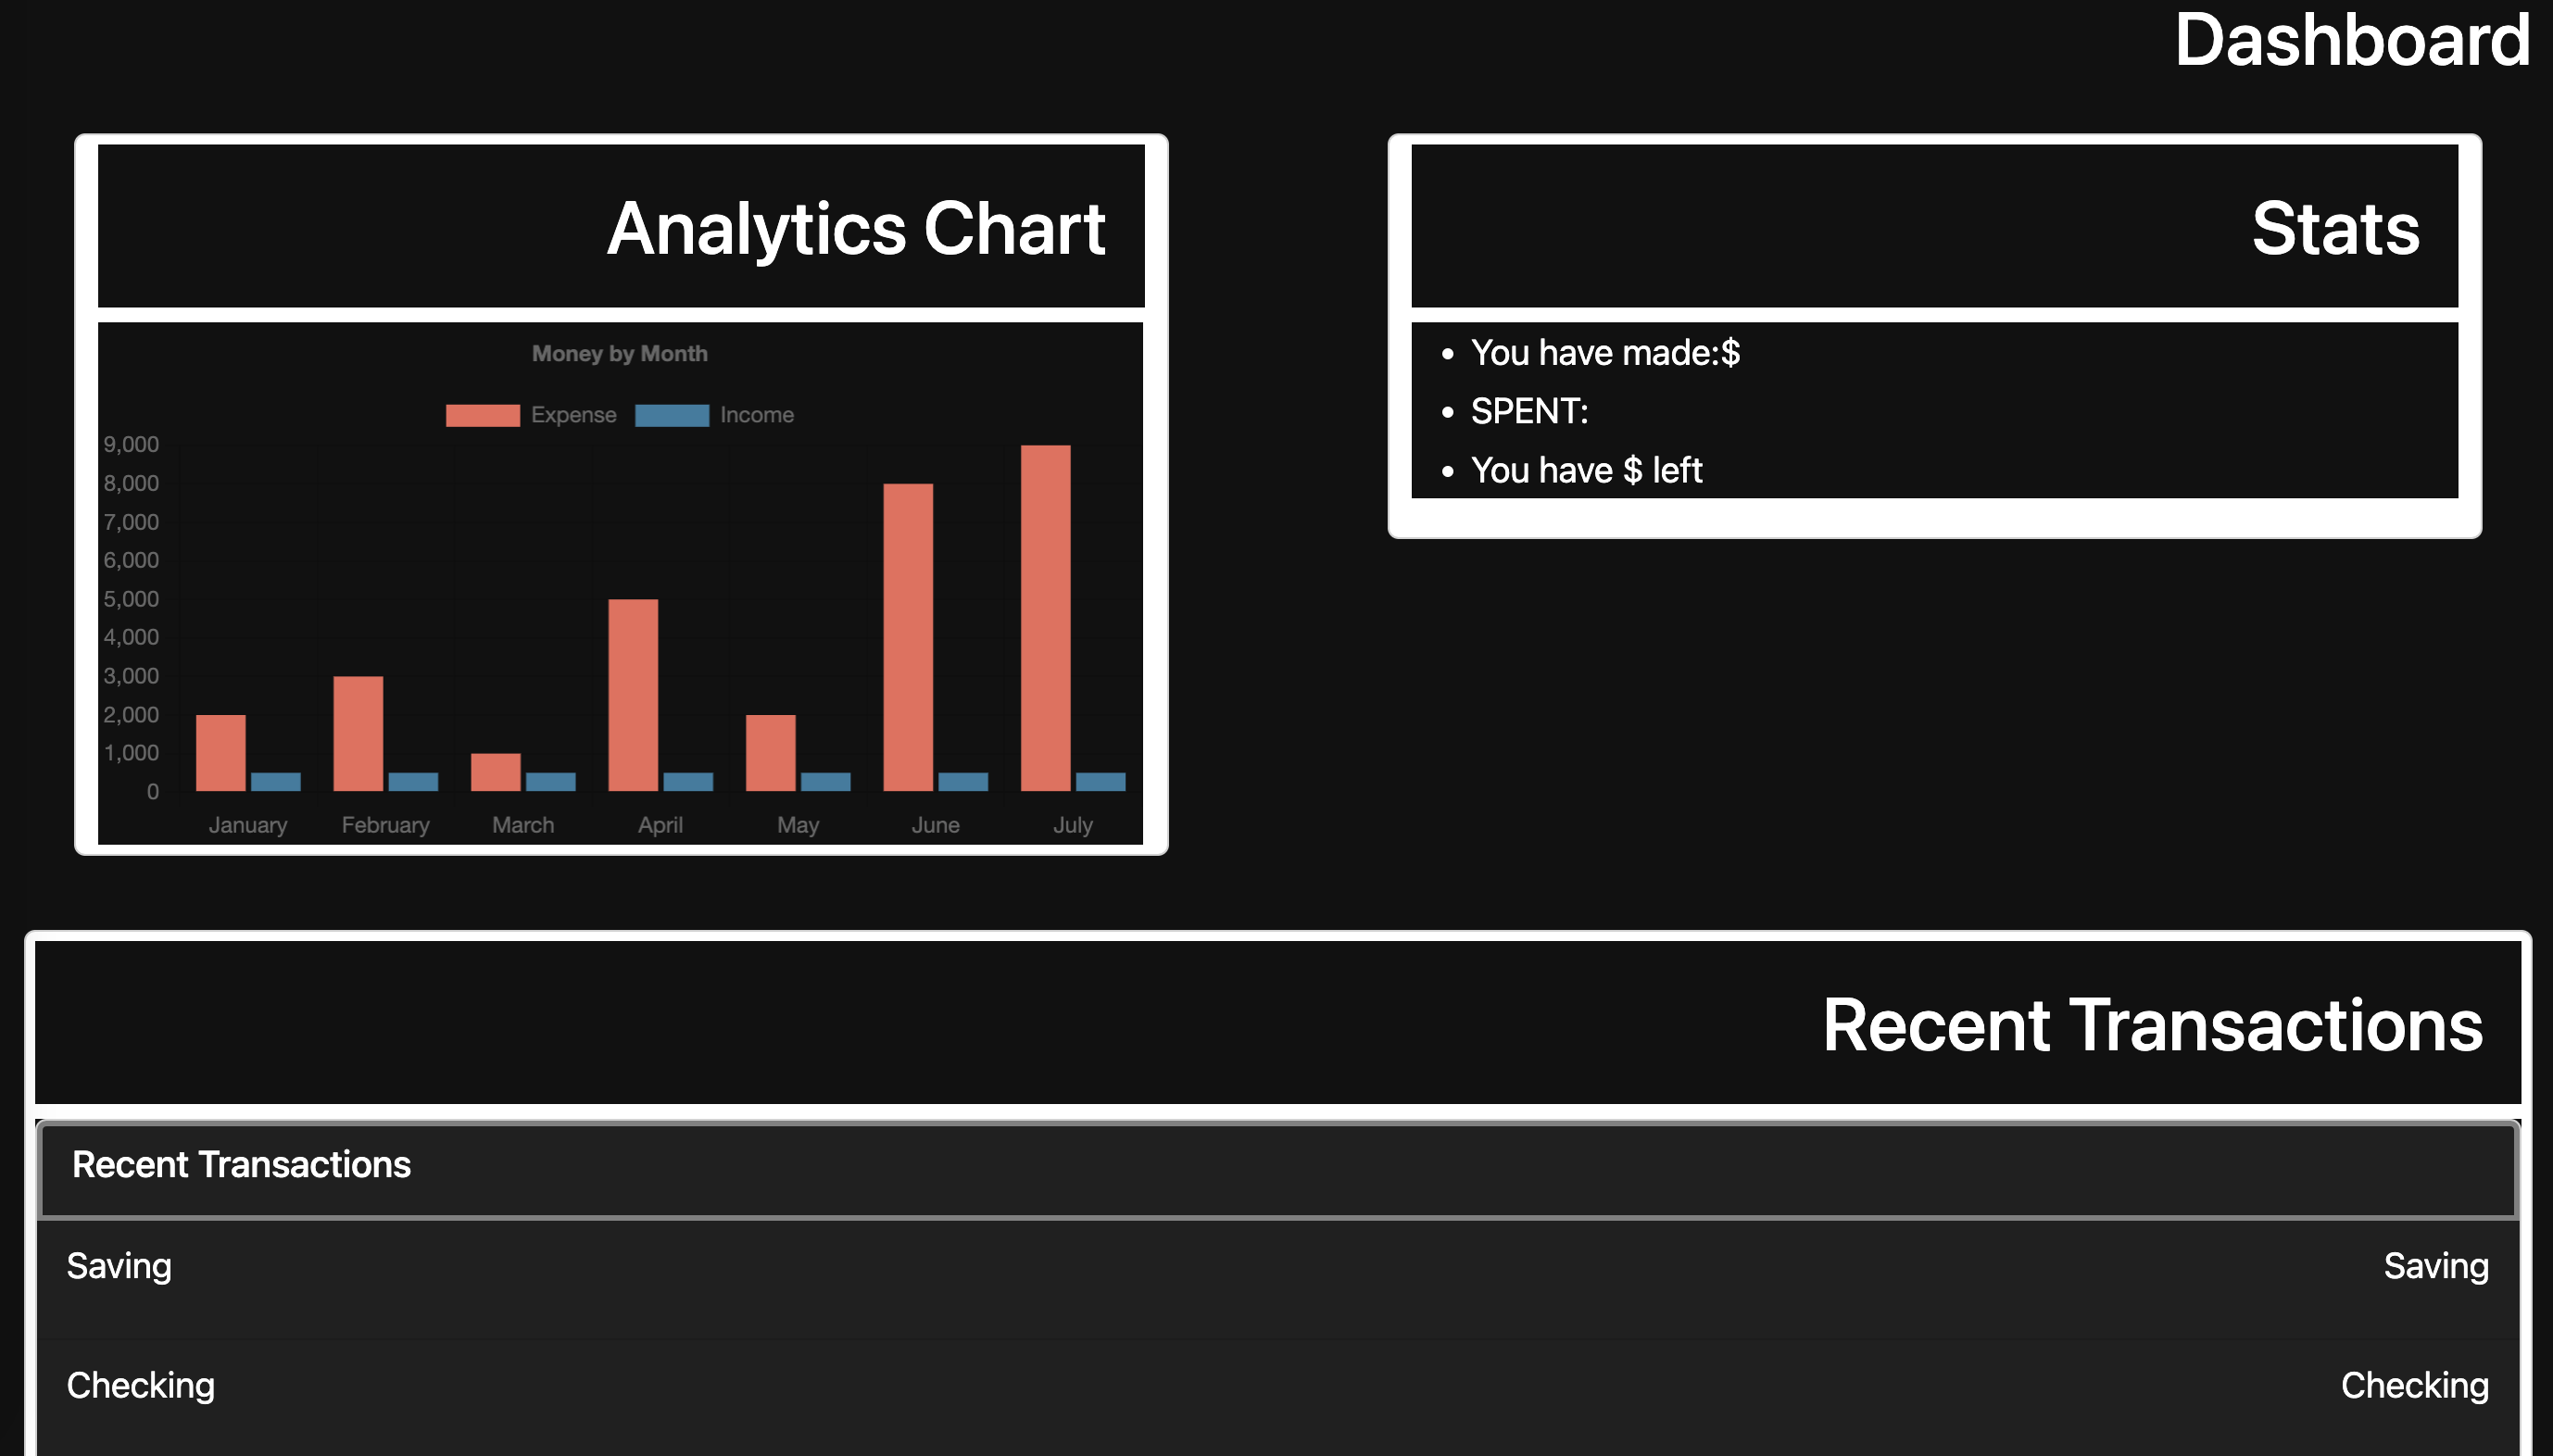 Dashboard
Analytics Chart
Money by Month
Expense Income
9,000
8,000
7,000
6,000
5,000
4,000
3,000
2,000
1,000
0
January February March April May June July
Stats
• You have made:$
• SPENT:
• You have $ left
Recent Transactions
Recent Transactions
Saving Saving
Checking Checking